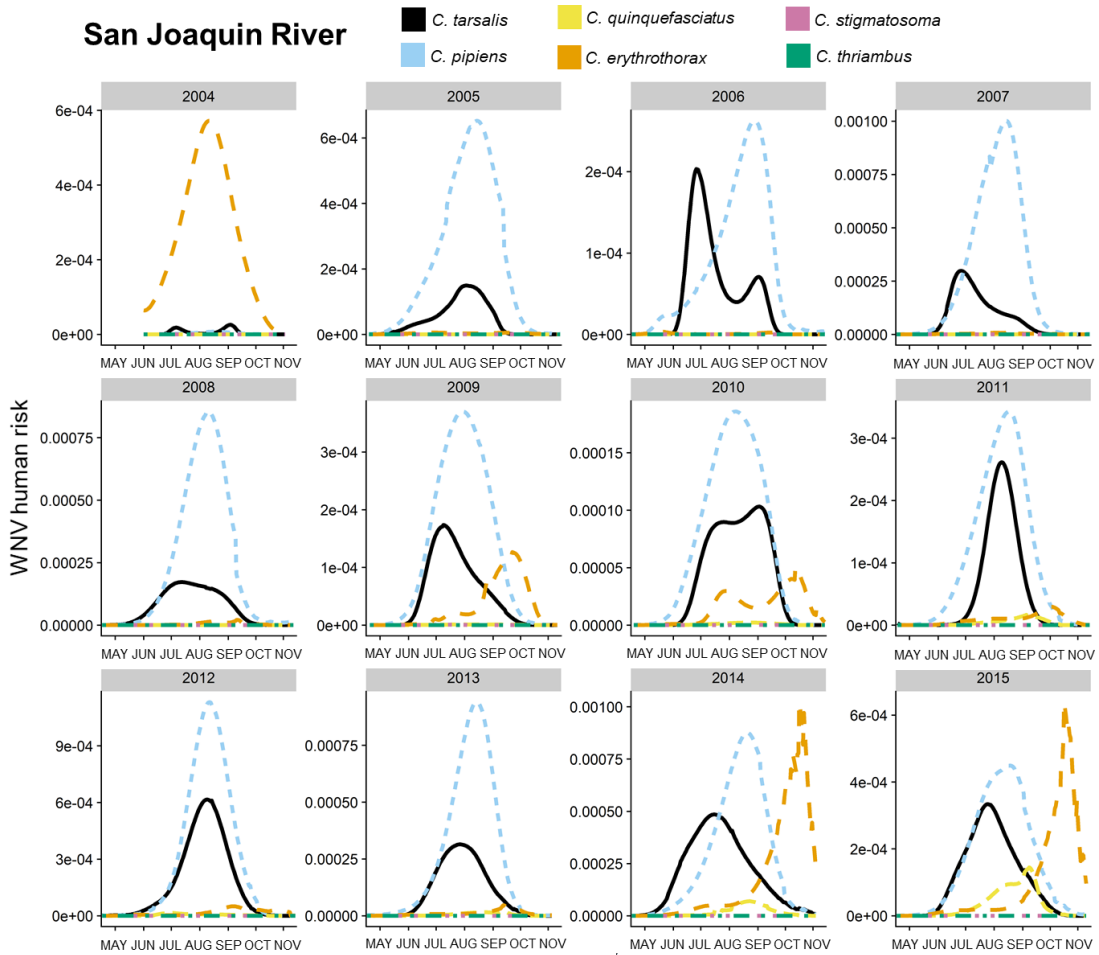 San Joaquin River
C. tarsalis
C. quinquefasciatus
C. stigmatosoma
C. pipiens
C. erythrothorax
C. thriambus
WNV human risk
2004
6e-04
4e-04
2e-04
0e+00
MAY JUN JUL AUG SEP OCT NOV
2005
6e-04
4e-04
2e-04
0e+00
MAY JUN JUL AUG SEP OCT NOV
2006
2e-04
1e-04
0e+00
MAY JUN JUL AUG SEP OCT NOV
2007
0.00100
0.00075
0.00050
0.00025
0.00000
MAY JUN JUL AUG SEP OCT NOV
2008
0.00075
0.00050
0.00025
0.00000
MAY JUN JUL AUG SEP OCT NOV
2009
3e-04
2e-04
1e-04
0e+00
MAY JUN JUL AUG SEP OCT NOV
2010
0.00015
0.00010
0.00005
0.00000
MAY JUN JUL AUG SEP OCT NOV
2011
3e-04
2e-04
1e-04
0e+00
MAY JUN JUL AUG SEP OCT NOV
2012
9e-04
6e-04
3e-04
0e+00
MAY JUN JUL AUG SEP OCT NOV
2013
0.00075
0.00050
0.00025
0.00000
MAY JUN JUL AUG SEP OCT NOV
2014
0.00100
0.00075
0.00050
0.00025
0.00000
MAY JUN JUL AUG SEP OCT NOV
2015
6e-04
4e-04
2e-04
0e+00
MAY JUN JUL AUG SEP OCT NOV